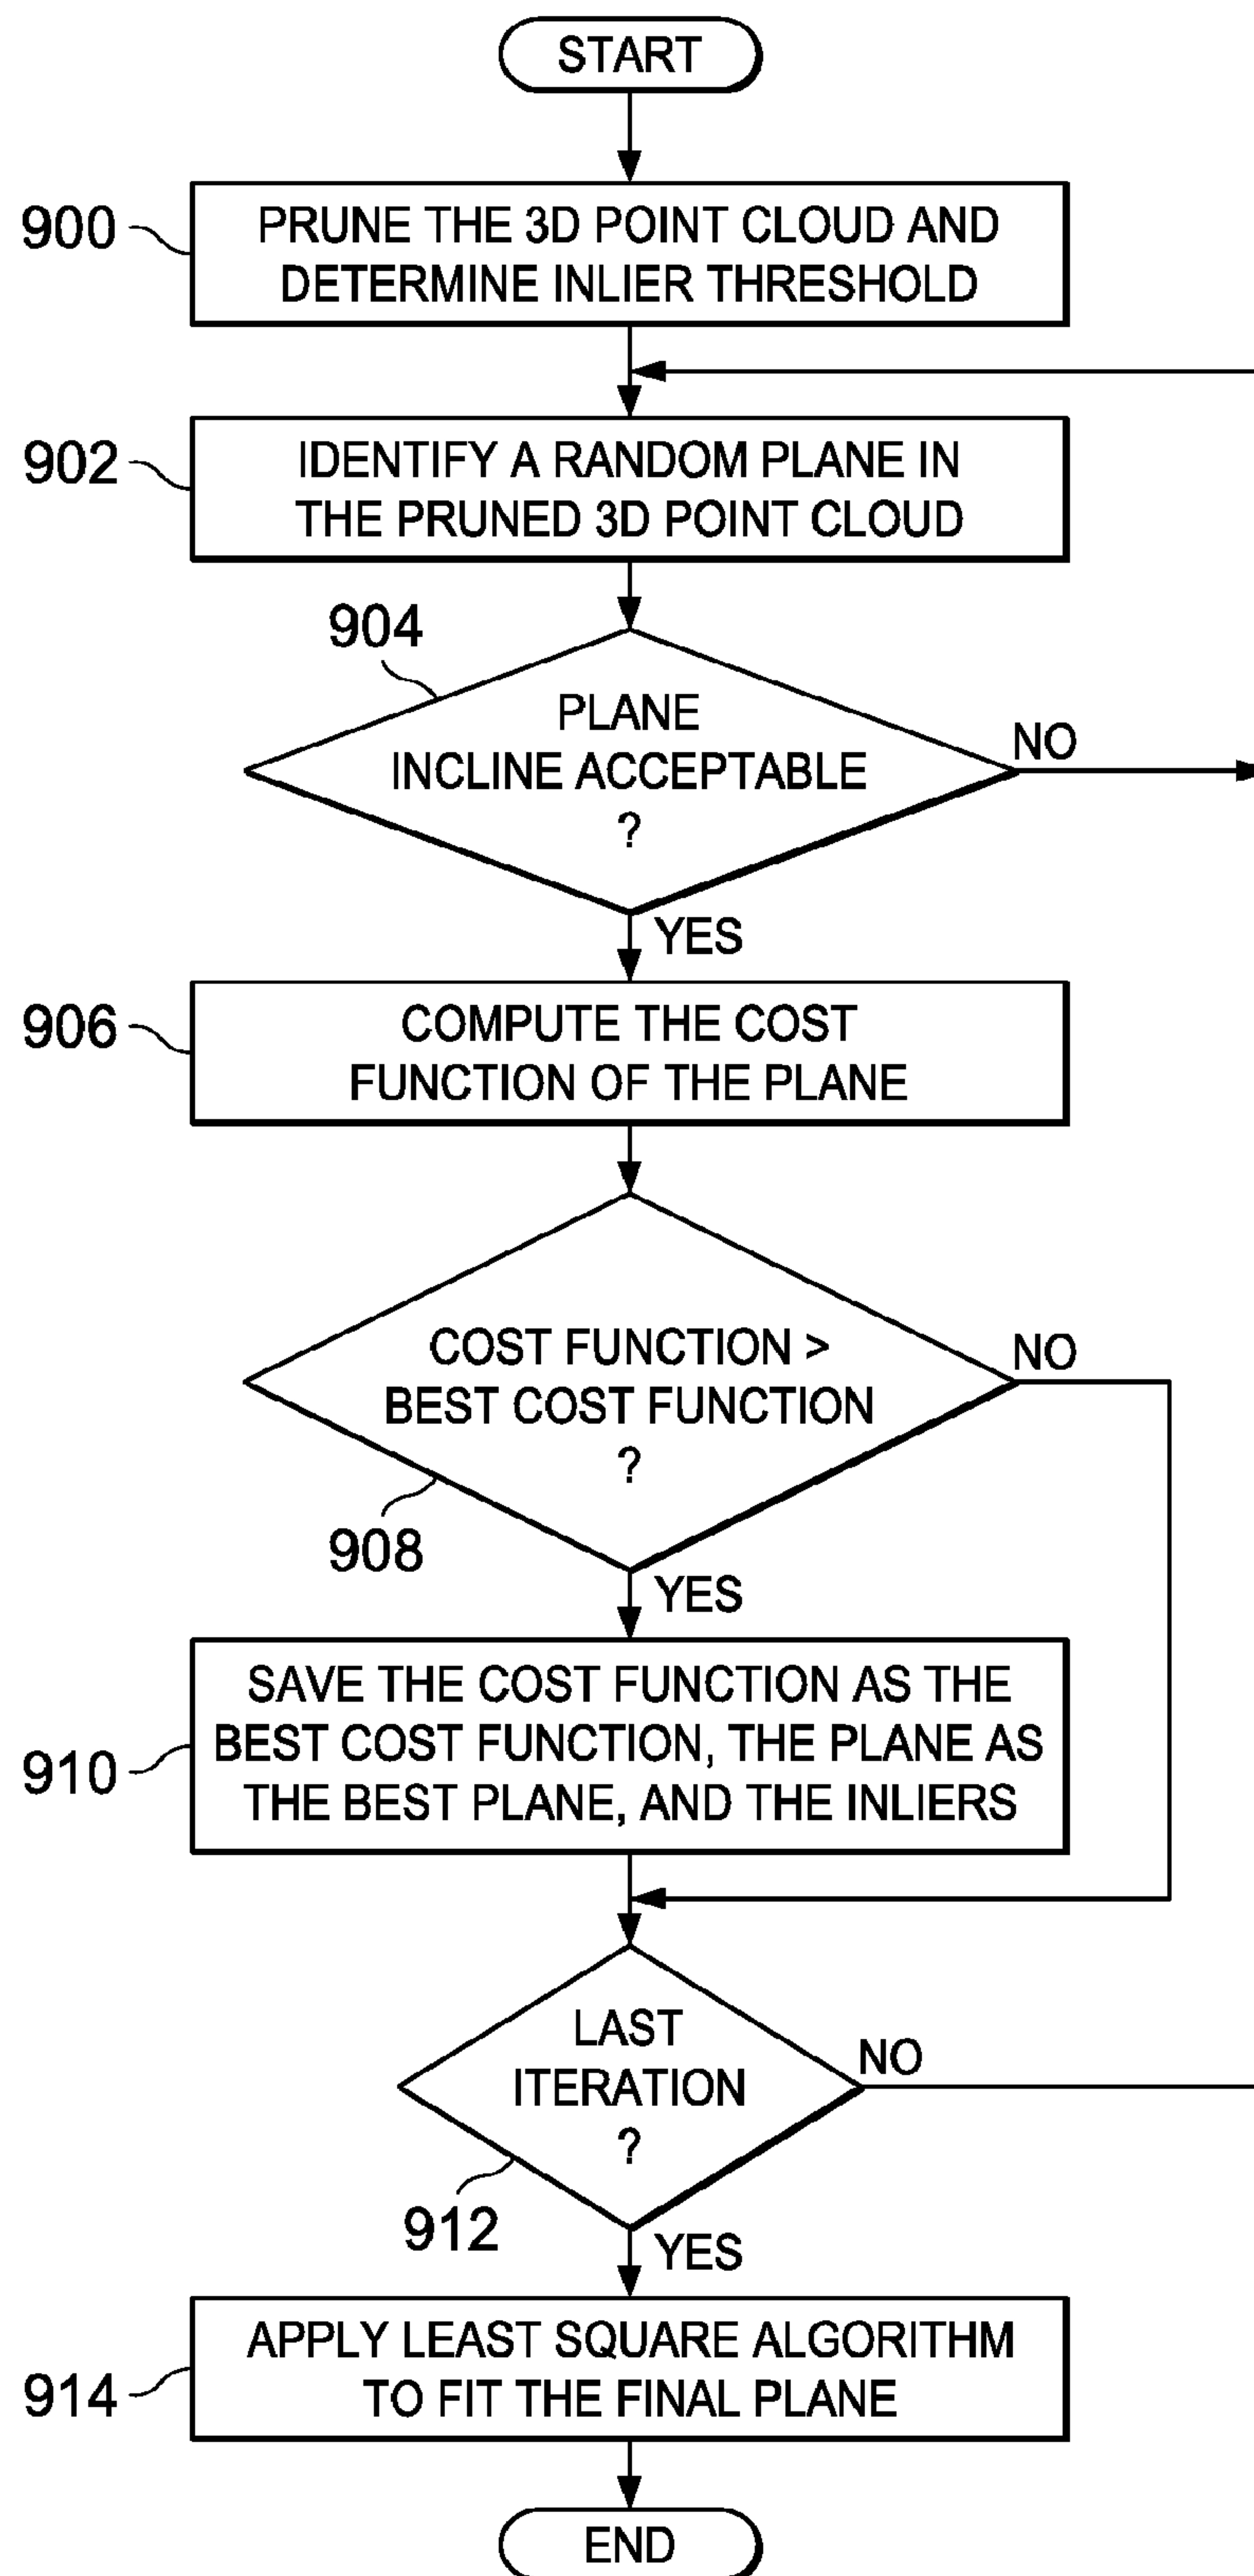 START
900
PRUNE THE 3D POINT CLOUD AND
DETERMINE INLIER THRESHOLD
902
IDENTIFY A RANDOM PLANE IN
THE PRUNED 3D POINT CLOUD
904
PLANE
INCLINE ACCEPTABLE
?
NO
YES
906
COMPUTE THE COST
FUNCTION OF THE PLANE
COST FUNCTION >
BEST COST FUNCTION
?
NO
908
YES
910
SAVE THE COST FUNCTION AS THE
BEST COST FUNCTION, THE PLANE AS
THE BEST PLANE, AND THE INLIERS
LAST
ITERATION
?
NO
912
YES
914
APPLY LEAST SQUARE ALGORITHM
TO FIT THE FINAL PLANE
END